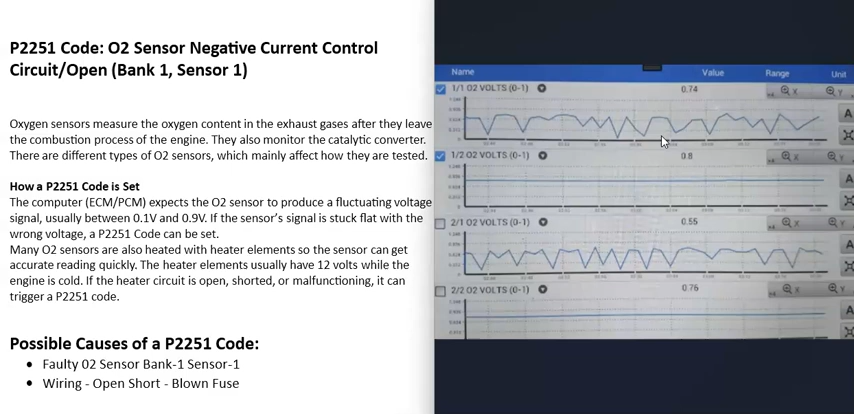 P2251 Code: O2 Sensor Negative Current Control
Circuit/Open (Bank 1, Sensor 1)
Oxygen sensors measure the oxygen content in the exhaust gases after they leave
the combustion process of the engine. They also monitor the catalytic converter.
There are different types of O2 sensors, which mainly affect how they are tested.
How a P2251 Code is Set
The computer (ECM/PCM) expects the O2 sensor to produce a fluctuating voltage
signal, usually between 0.1V and 0.9V. If the sensor's signal is stuck flat with the
wrong voltage, a P2251 Code can be set.
Many O2 sensors are also heated with heater elements so the sensor can get
accurate reading quickly. The heater elements usually have 12 volts while the
engine is cold. If the heater circuit is open, shorted, or malfunctioning, it can
trigger a P2251 code.
Possible Causes of a P2251 Code:
• Faulty 02 Sensor Bank-1 Sensor-1
• Wiring - Open Short - Blown Fuse
Name Value Range Unit
1/1 O2 VOLTS (0-1) 0.74 X Y
A
1/2 O2 VOLTS (0-1) 0.8 X Y
A
2/1 O2 VOLTS (0-1) 0.55 X Y
A
2/2 O2 VOLTS (0-1) 0.76 X Y
A